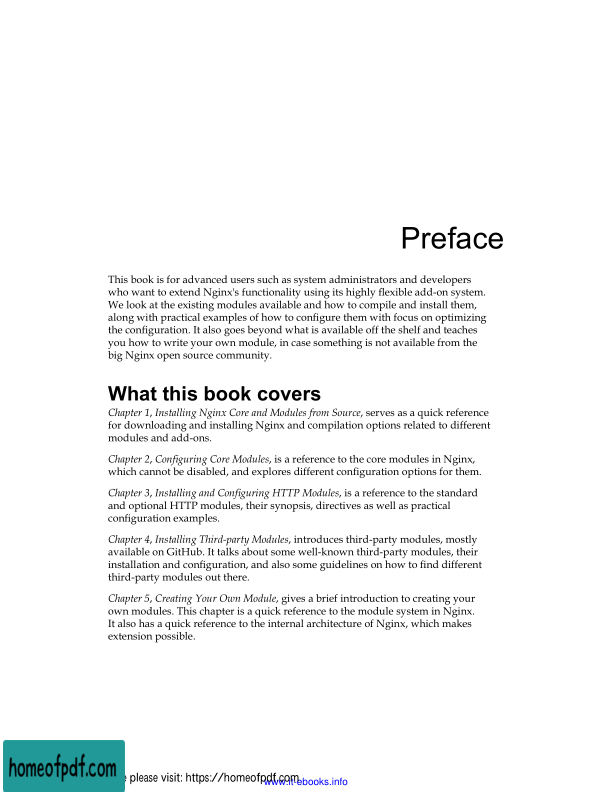 Preface
This book is for advanced users such as system administrators and developers
who want to extend Nginx's functionality using its highly flexible add-on system.
We look at the existing modules available and how to compile and install them,
along with practical examples of how to configure them with focus on optimizing
the configuration. It also goes beyond what is available off the shelf and teaches
you how to write your own module, in case something is not available from the
big Nginx open source community.
What this book covers
Chapter 1, Installing Nginx Core and Modules from Source, serves as a quick reference
for downloading and installing Nginx and compilation options related to different
modules and add-ons.
Chapter 2, Configuring Core Modules, is a reference to the core modules in Nginx,
which cannot be disabled, and explores different configuration options for them.
Chapter 3, Installing and Configuring HTTP Modules, is a reference to the standard
and optional HTTP modules, their synopsis, directives as well as practical
configuration examples.
Chapter 4, Installing Third-party Modules, introduces third-party modules, mostly
available on GitHub. It talks about some well-known third-party modules, their
installation and configuration, and also some guidelines on how to find different
third-party modules out there.
Chapter 5, Creating Your Own Module, gives a brief introduction to creating your
own modules. This chapter is a quick reference to the module system in Nginx.
It also has a quick reference to the internal architecture of Nginx, which makes
extension possible.
homeofpdf.com
please visit: https://homeofpdf.com
www.it-ebooks.info